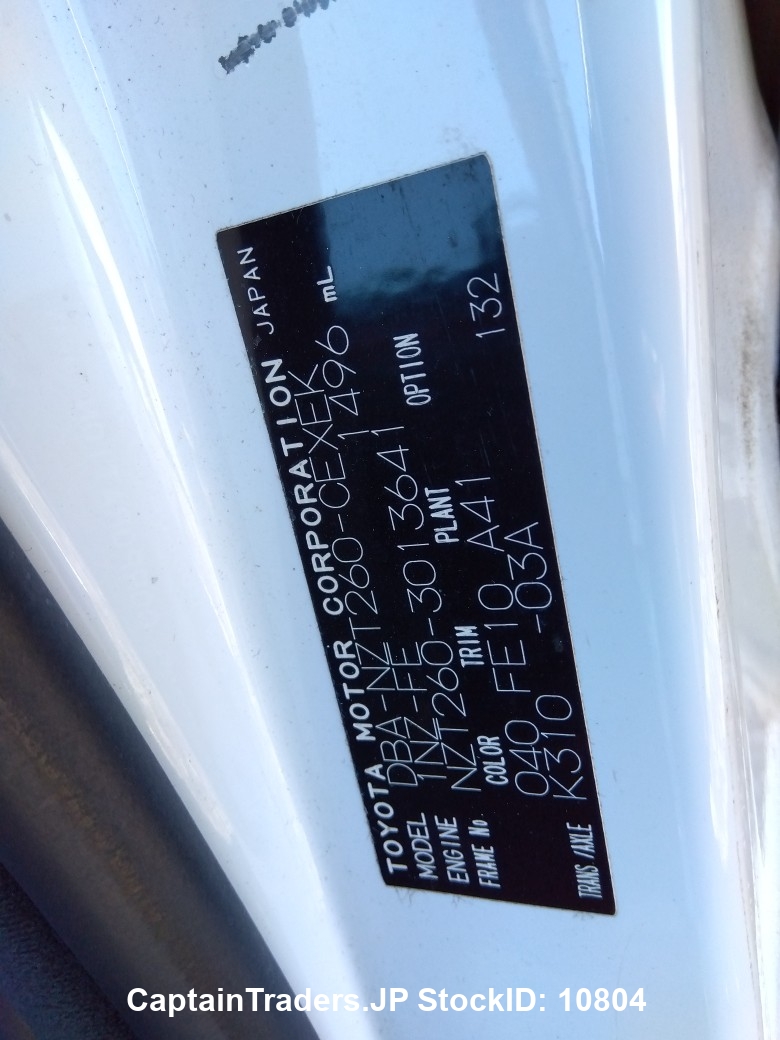 TOYOTA MOTOR CORPORATION JAPAN
MODEL DBA-NZT260-CEXEK
ENGINE 1NZ-FE 1496 mL
FRAME No. NZT260-3013641
COLOR TRIM PLANT OPTION
040 FE10 A41 132
TRANS./AXLE K310 -03A
CaptainTraders.JP StockID: 10804